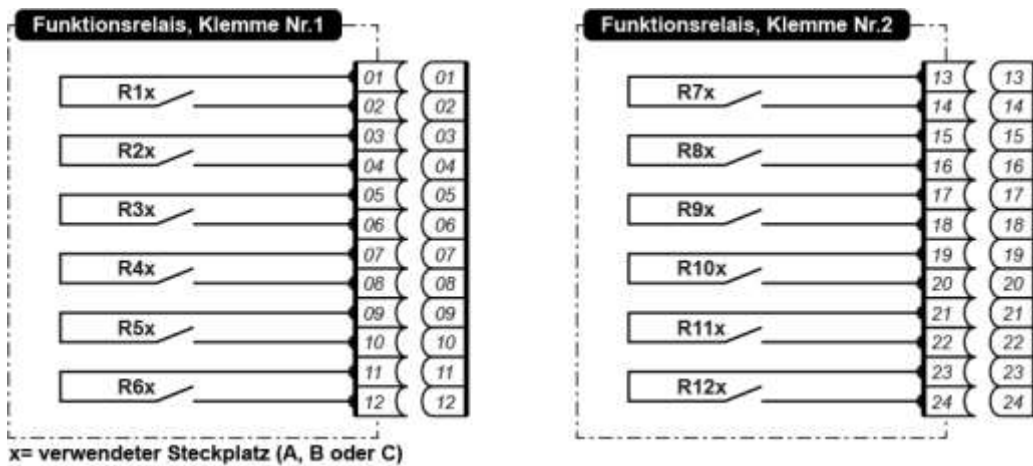 Funktionsrelais, Klemme Nr.1
R1x
01 01
02 02
R2x
03 03
04 04
R3x
05 05
06 06
R4x
07 07
08 08
R5x
09 09
10 10
R6x
11 11
12 12
x= verwendeter Steckplatz (A, B oder C)
Funktionsrelais, Klemme Nr.2
R7x
13 13
14 14
R8x
15 15
16 16
R9x
17 17
18 18
R10x
19 19
20 20
R11x
21 21
22 22
R12x
23 23
24 24